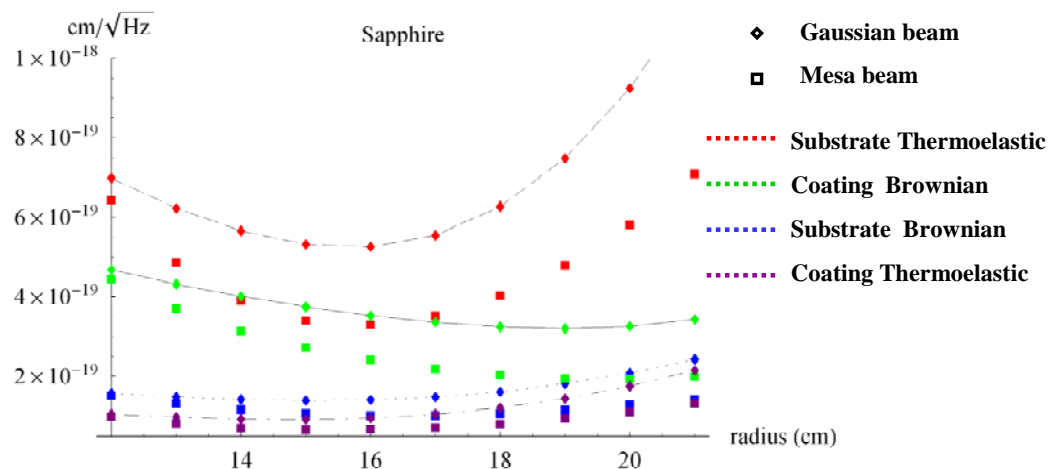 cm/√Hz
Sapphire
1 × 10⁻¹⁸
8 × 10⁻¹⁹
6 × 10⁻¹⁹
4 × 10⁻¹⁹
2 × 10⁻¹⁹
14 16 18 20
radius (cm)
Gaussian beam
Mesa beam
Substrate Thermoelastic
Coating Brownian
Substrate Brownian
Coating Thermoelastic